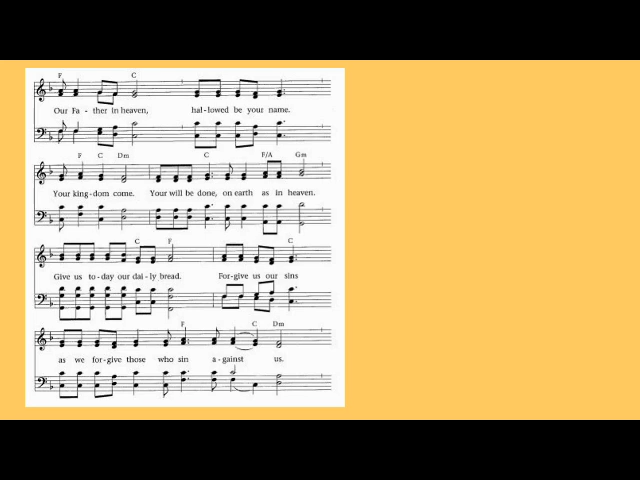 F C
Our Fa - ther in heaven, hal - lowed be your name.
F C Dm C F/A Gm
Your king - dom come. Your will be done, on earth as in heaven.
C F C
Give us to - day our dai - ly bread. For - give us our sins
F C Dm
as we for - give those who sin a - gainst us.